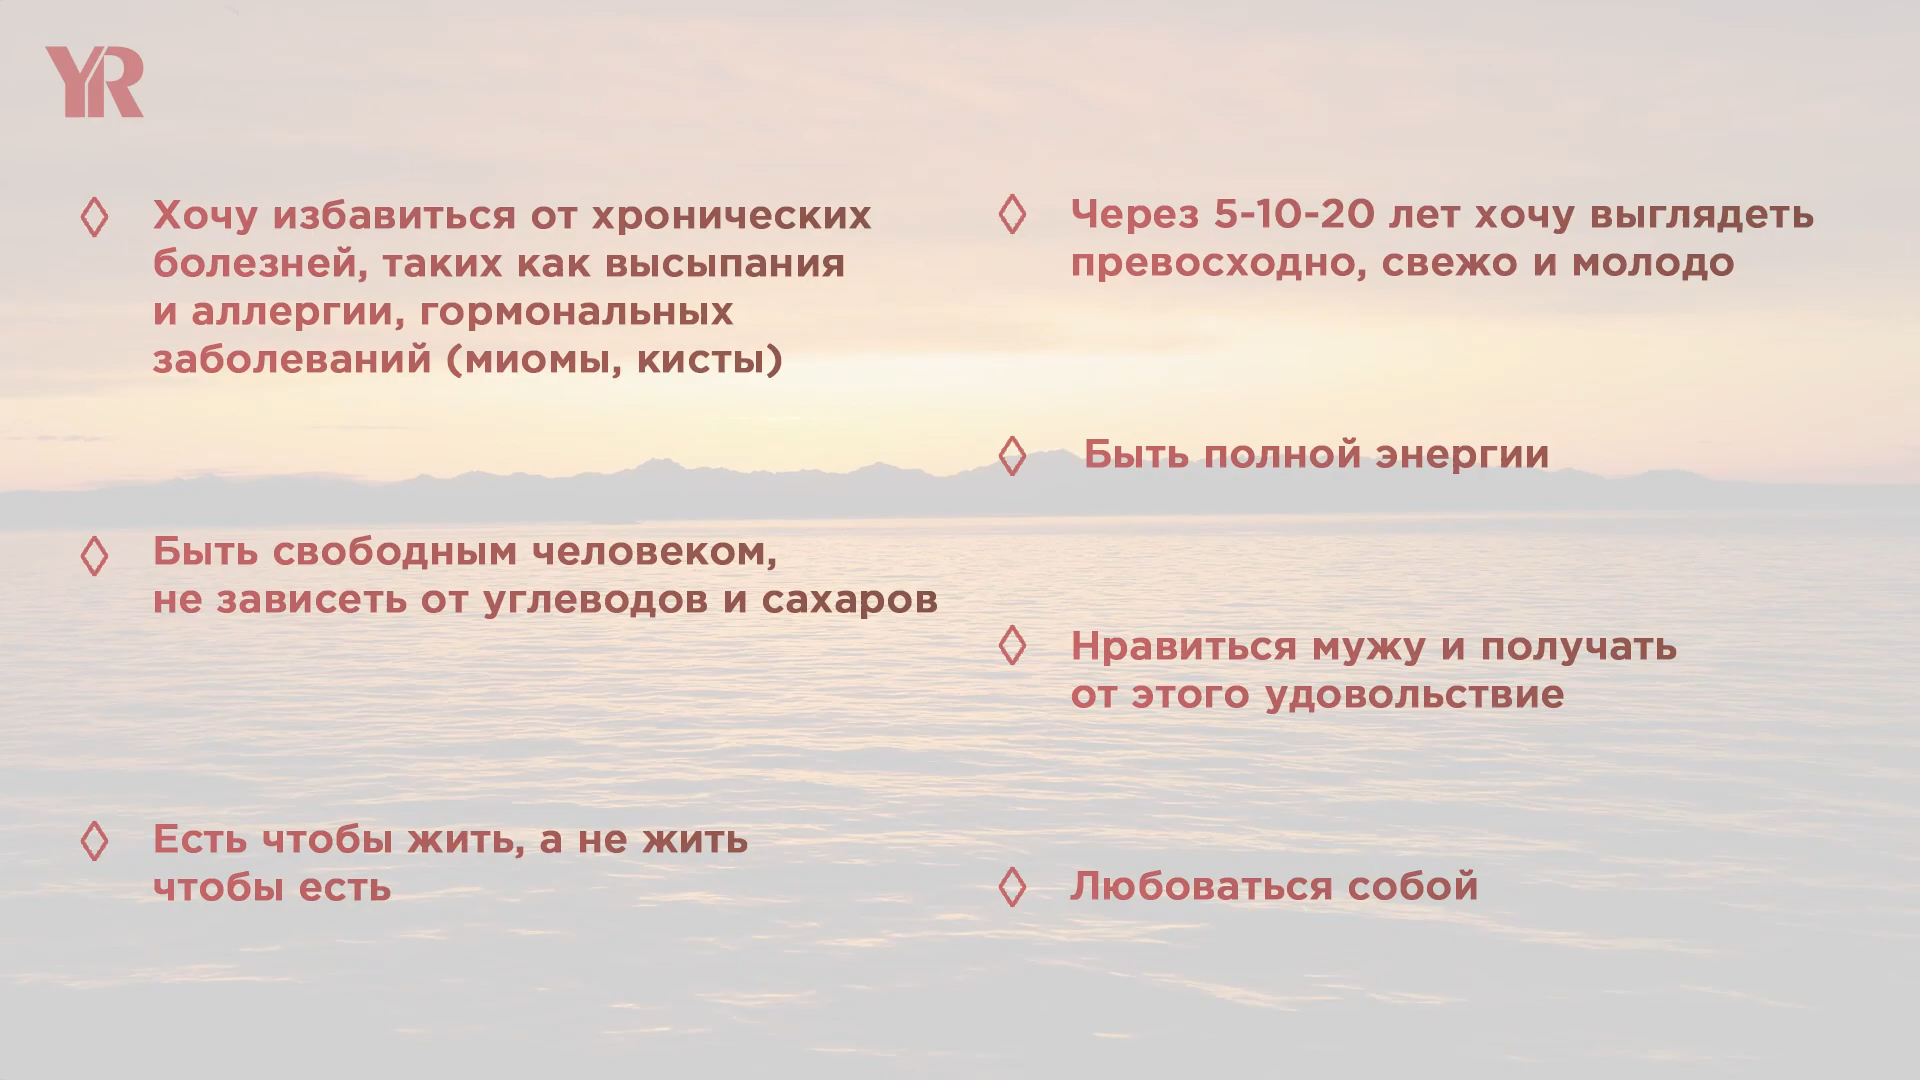 YR
Хочу избавиться от хронических
болезней, таких как высыпания
и аллергии, гормональных
заболеваний (миомы, кисты)
Быть свободным человеком,
не зависеть от углеводов и сахаров
Есть чтобы жить, а не жить
чтобы есть
Через 5-10-20 лет хочу выглядеть
превосходно, свежо и молодо
Быть полной энергии
Нравиться мужу и получать
от этого удовольствие
Любоваться собой